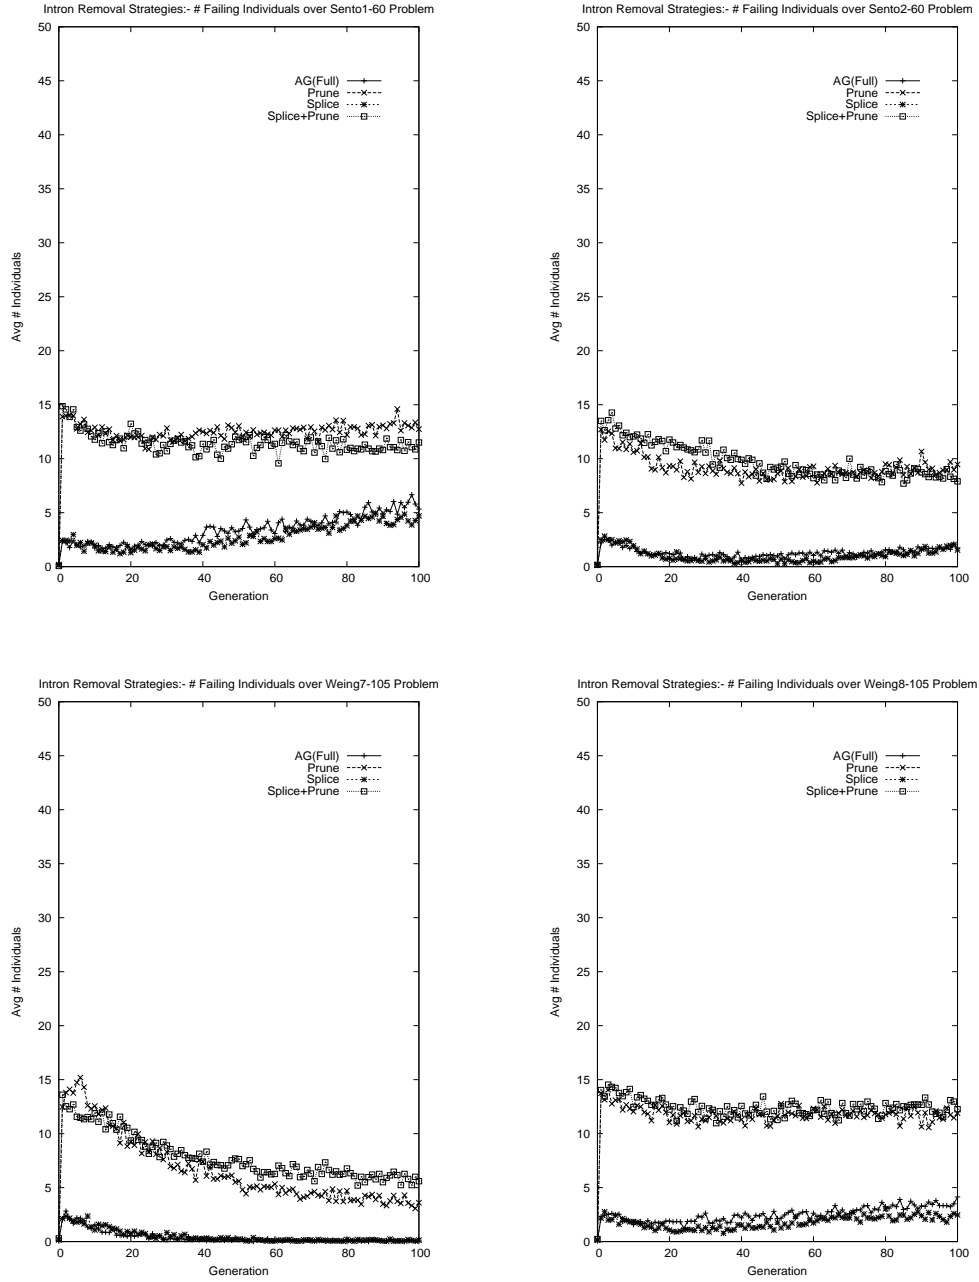 Intron Removal Strategies:- # Failing Individuals over Sento1-60 Problem
50
45
40
35
30
25
20
15
10
5
0
Avg # Individuals
AG(Full)
Prune
Splice
Splice+Prune
0 20 40 60 80 100
Generation
Intron Removal Strategies:- # Failing Individuals over Sento2-60 Problem
50
45
40
35
30
25
20
15
10
5
0
Avg # Individuals
AG(Full)
Prune
Splice
Splice+Prune
0 20 40 60 80 100
Generation
Intron Removal Strategies:- # Failing Individuals over Weing7-105 Problem
50
45
40
35
30
25
20
15
10
5
0
Avg # Individuals
AG(Full)
Prune
Splice
Splice+Prune
0 20 40 60 80 100
Generation
Intron Removal Strategies:- # Failing Individuals over Weing8-105 Problem
50
45
40
35
30
25
20
15
10
5
0
Avg # Individuals
AG(Full)
Prune
Splice
Splice+Prune
0 20 40 60 80 100
Generation